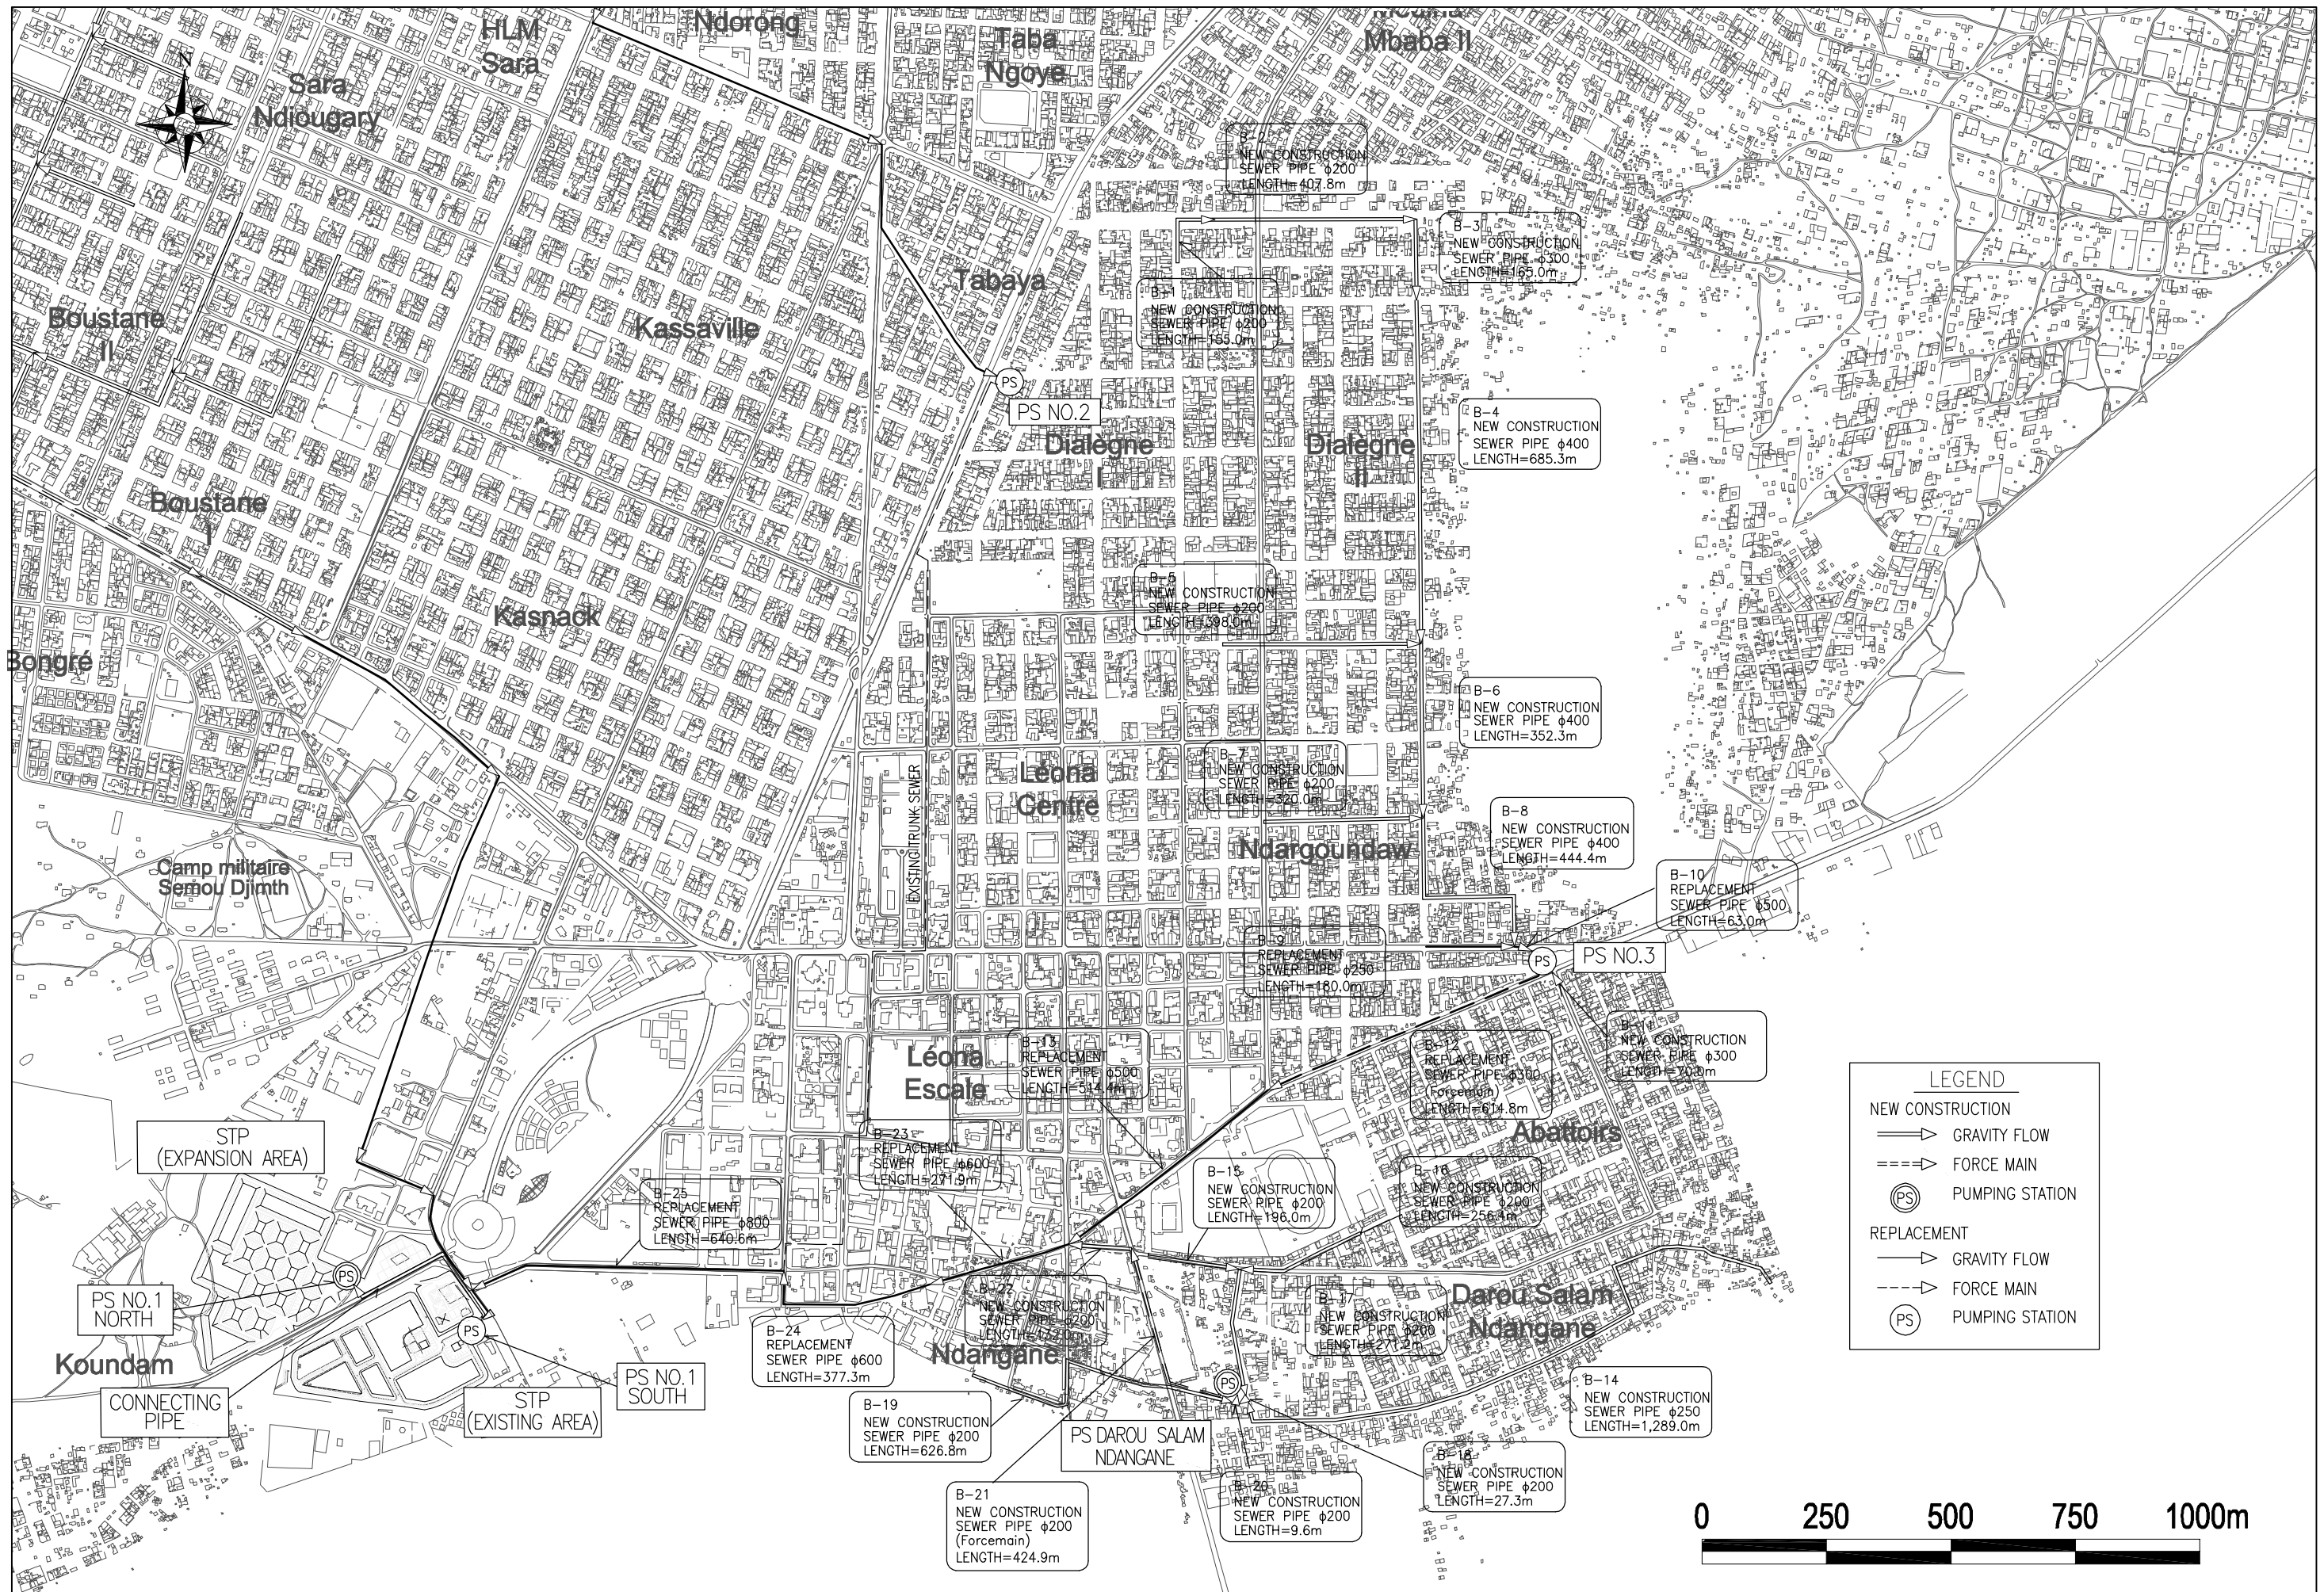 HLM
Sara
Ndorong
Taba
Ngoye
Medina
Mbaba II
N
Sara
Ndiougary
B-2
NEW CONSTRUCTION
SEWER PIPE ϕ200
LENGTH=407.8m
B-3
NEW CONSTRUCTION
SEWER PIPE ϕ300
LENGTH=165.0m
Tabaya
B-1
NEW CONSTRUCTION
SEWER PIPE ϕ200
LENGTH=165.0m
Boustane
II
Kassaville
PS
PS NO.2
B-4
NEW CONSTRUCTION
SEWER PIPE ϕ400
LENGTH=685.3m
Dialègne
I
Dialègne
II
Boustane
I
B-5
NEW CONSTRUCTION
SEWER PIPE ϕ200
LENGTH=398.0m
Kasnack
Bongré
B-6
NEW CONSTRUCTION
SEWER PIPE ϕ400
LENGTH=352.3m
EXISTING TRUNK SEWER
Léona
Centre
B-7
NEW CONSTRUCTION
SEWER PIPE ϕ200
LENGTH=320.0m
B-8
NEW CONSTRUCTION
SEWER PIPE ϕ400
LENGTH=444.4m
Ndargoundaw
Camp militaire
Semou Djimth
B-10
REPLACEMENT
SEWER PIPE ϕ500
LENGTH=63.0m
B-9
REPLACEMENT
SEWER PIPE ϕ250
LENGTH=180.0m
PS
PS NO.3
B-11
NEW CONSTRUCTION
SEWER PIPE ϕ300
LENGTH=70.0m
Léona
Escale
B-13
REPLACEMENT
SEWER PIPE ϕ500
LENGTH=514.4m
B-12
REPLACEMENT
SEWER PIPE ϕ300
(Forcemain)
LENGTH=614.8m
Abattoirs
LEGEND
NEW CONSTRUCTION
GRAVITY FLOW
FORCE MAIN
PS
PUMPING STATION
REPLACEMENT
GRAVITY FLOW
FORCE MAIN
PS
PUMPING STATION
STP
(EXPANSION AREA)
B-23
REPLACEMENT
SEWER PIPE ϕ600
LENGTH=271.9m
B-15
NEW CONSTRUCTION
SEWER PIPE ϕ200
LENGTH=196.0m
B-16
NEW CONSTRUCTION
SEWER PIPE ϕ200
LENGTH=256.4m
B-25
REPLACEMENT
SEWER PIPE ϕ800
LENGTH=640.6m
PS
PS NO.1
NORTH
B-22
NEW CONSTRUCTION
SEWER PIPE ϕ200
LENGTH=132.0m
B-17
NEW CONSTRUCTION
SEWER PIPE ϕ200
LENGTH=271.2m
Darou Salam
Ndangane
PS
B-24
REPLACEMENT
SEWER PIPE ϕ600
LENGTH=377.3m
Ndangane
Koundam
PS NO.1
SOUTH
PS
CONNECTING
PIPE
STP
(EXISTING AREA)
B-19
NEW CONSTRUCTION
SEWER PIPE ϕ200
LENGTH=626.8m
PS DAROU SALAM
NDANGANE
B-14
NEW CONSTRUCTION
SEWER PIPE ϕ250
LENGTH=1,289.0m
B-18
NEW CONSTRUCTION
SEWER PIPE ϕ200
LENGTH=27.3m
B-20
NEW CONSTRUCTION
SEWER PIPE ϕ200
LENGTH=9.6m
B-21
NEW CONSTRUCTION
SEWER PIPE ϕ200
(Forcemain)
LENGTH=424.9m
0 250 500 750 1000m